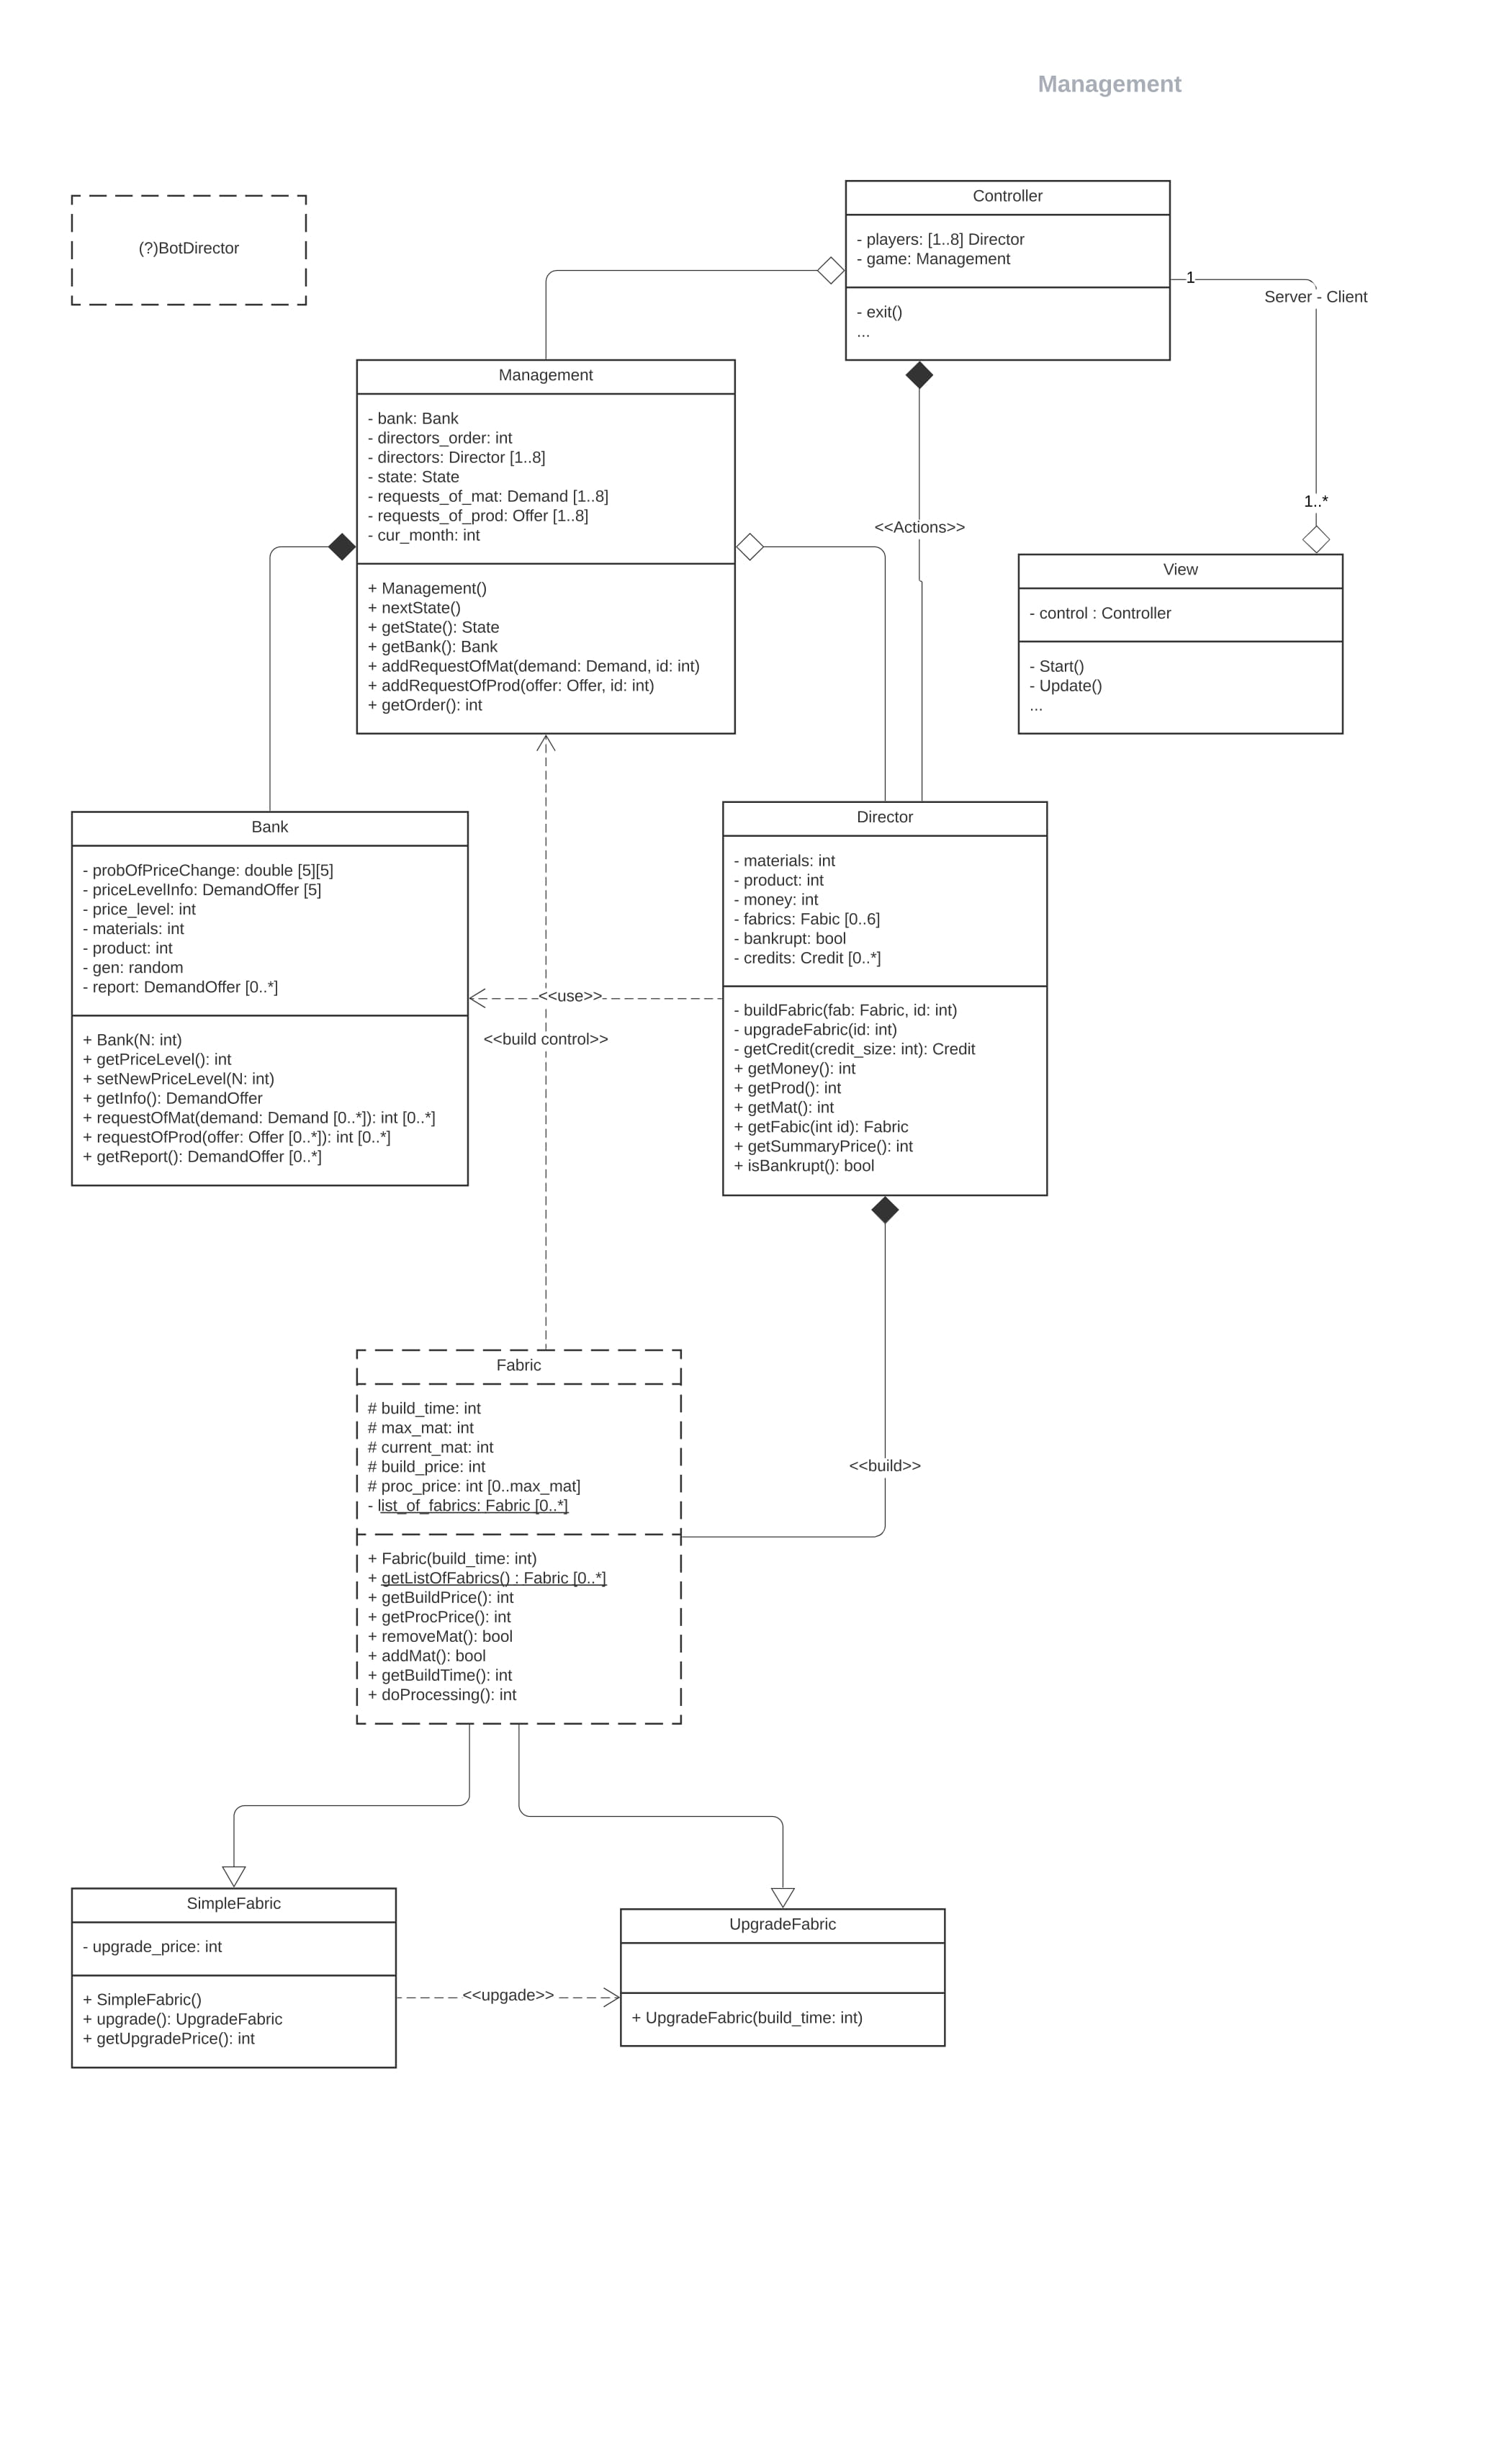 Management
(?)BotDirector
Controller
- players: [1..8] Director
- game: Management
- exit()
...
1
Server - Client
1..*
Management
- bank: Bank
- directors_order: int
- directors: Director [1..8]
- state: State
- requests_of_mat: Demand [1..8]
- requests_of_prod: Offer [1..8]
- cur_month: int
+ Management()
+ nextState()
+ getState(): State
+ getBank(): Bank
+ addRequestOfMat(demand: Demand, id: int)
+ addRequestOfProd(offer: Offer, id: int)
+ getOrder(): int
<<Actions>>
View
- control : Controller
- Start()
- Update()
...
Bank
- probOfPriceChange: double [5][5]
- priceLevelInfo: DemandOffer [5]
- price_level: int
- materials: int
- product: int
- gen: random
- report: DemandOffer [0..*]
+ Bank(N: int)
+ getPriceLevel(): int
+ setNewPriceLevel(N: int)
+ getInfo(): DemandOffer
+ requestOfMat(demand: Demand [0..*]): int [0..*]
+ requestOfProd(offer: Offer [0..*]): int [0..*]
+ getReport(): DemandOffer [0..*]
<<use>>
<<build control>>
Director
- materials: int
- product: int
- money: int
- fabrics: Fabic [0..6]
- bankrupt: bool
- credits: Credit [0..*]
- buildFabric(fab: Fabric, id: int)
- upgradeFabric(id: int)
- getCredit(credit_size: int): Credit
+ getMoney(): int
+ getProd(): int
+ getMat(): int
+ getFabic(int id): Fabric
+ getSummaryPrice(): int
+ isBankrupt(): bool
Fabric
# build_time: int
# max_mat: int
# current_mat: int
# build_price: int
# proc_price: int [0..max_mat]
- list_of_fabrics: Fabric [0..*]
+ Fabric(build_time: int)
+ getListOfFabrics() : Fabric [0..*]
+ getBuildPrice(): int
+ getProcPrice(): int
+ removeMat(): bool
+ addMat(): bool
+ getBuildTime(): int
+ doProcessing(): int
<<build>>
SimpleFabric
- upgrade_price: int
+ SimpleFabric()
+ upgrade(): UpgradeFabric
+ getUpgradePrice(): int
<<upgade>>
UpgradeFabric
+ UpgradeFabric(build_time: int)